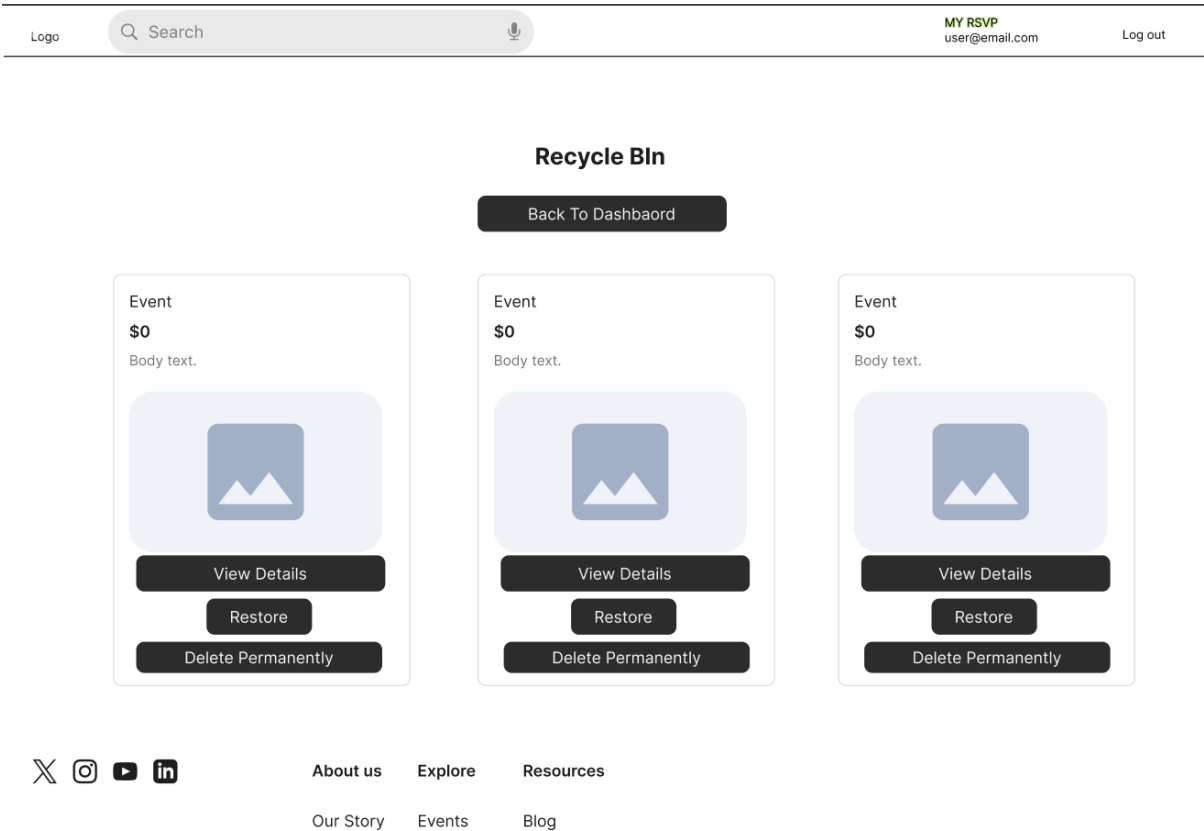 Logo
Search
MY RSVP
user@email.com
Log out
Recycle BIn
Back To Dashbaord
Event
$0
Body text.
View Details
Restore
Delete Permanently
Event
$0
Body text.
View Details
Restore
Delete Permanently
Event
$0
Body text.
View Details
Restore
Delete Permanently
About us
Our Story
Explore
Events
Resources
Blog